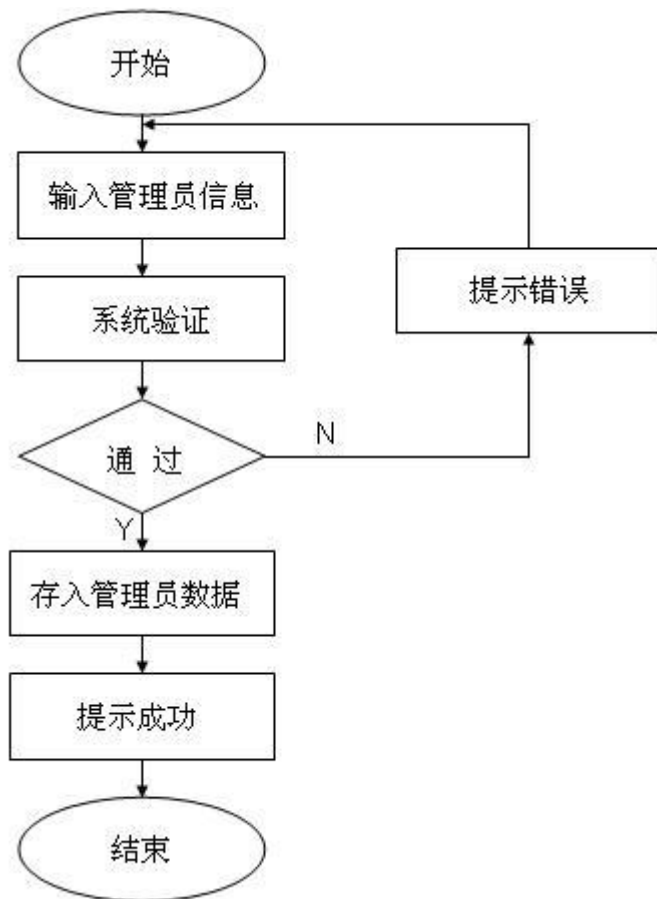 开始
输入管理员信息
系统验证
提示错误
通 过
N
Y
存入管理员数据
提示成功
结束